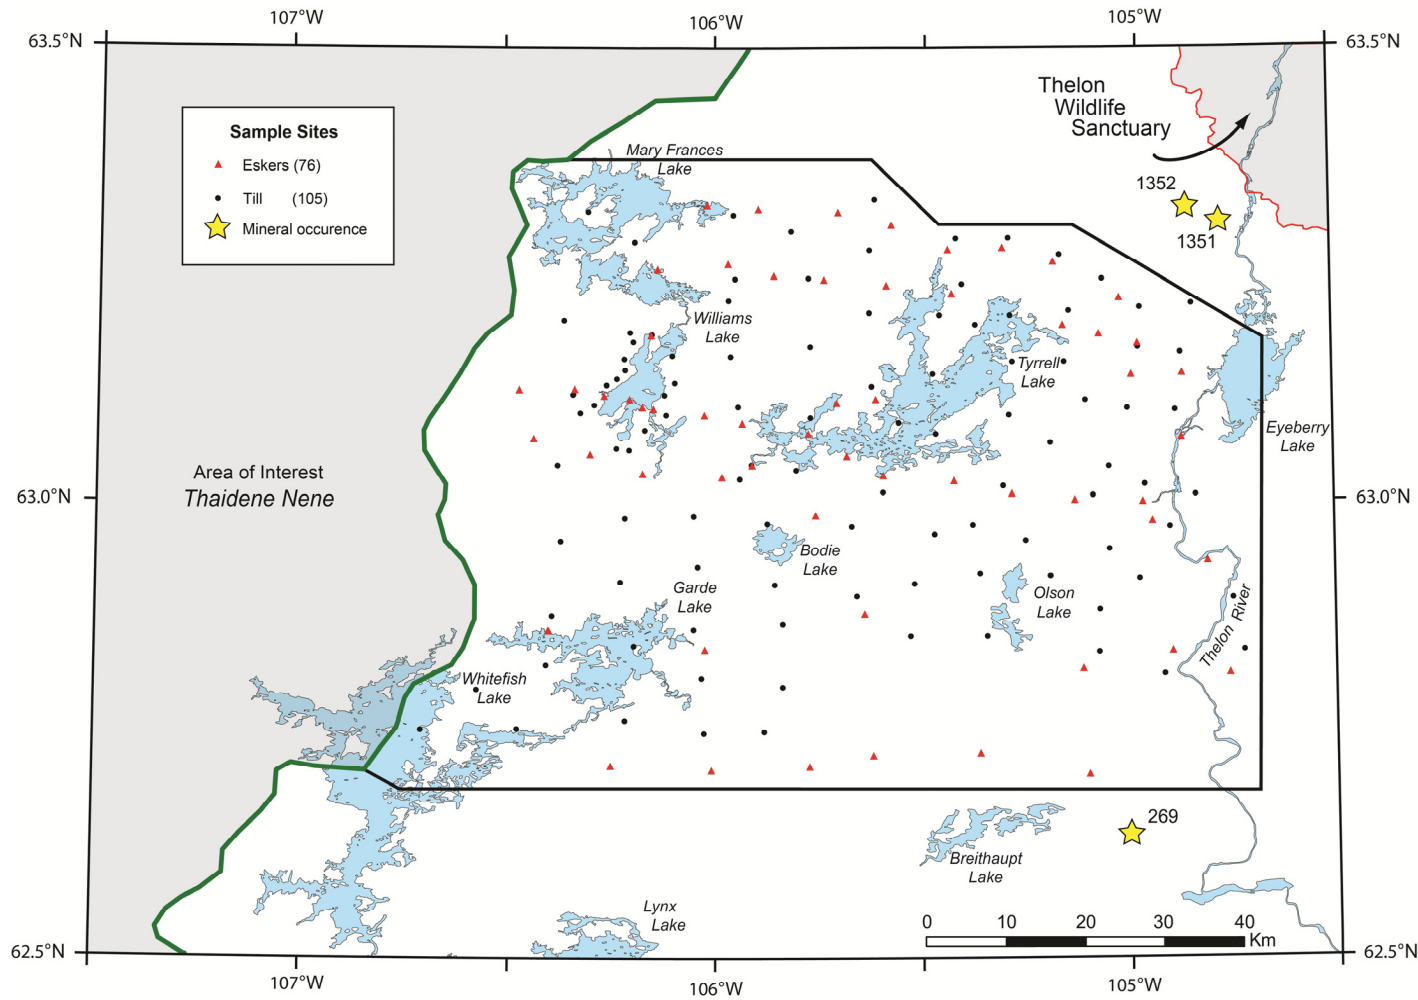 107°W
106°W
105°W
63.5°N
63.5°N
Thelon
Wildlife
Sanctuary
Sample Sites
Eskers (76)
Till (105)
Mineral occurence
Mary Frances
Lake
1352
1351
Williams
Lake
Tyrrell
Lake
Eyeberry
Lake
Area of Interest
Thaidene Nene
63.0°N
63.0°N
Bodie
Lake
Garde
Lake
Olson
Lake
Thelon River
Whitefish
Lake
269
Breithaupt
Lake
Lynx
Lake
0 10 20 30 40
Km
62.5°N
62.5°N
107°W
106°W
105°W